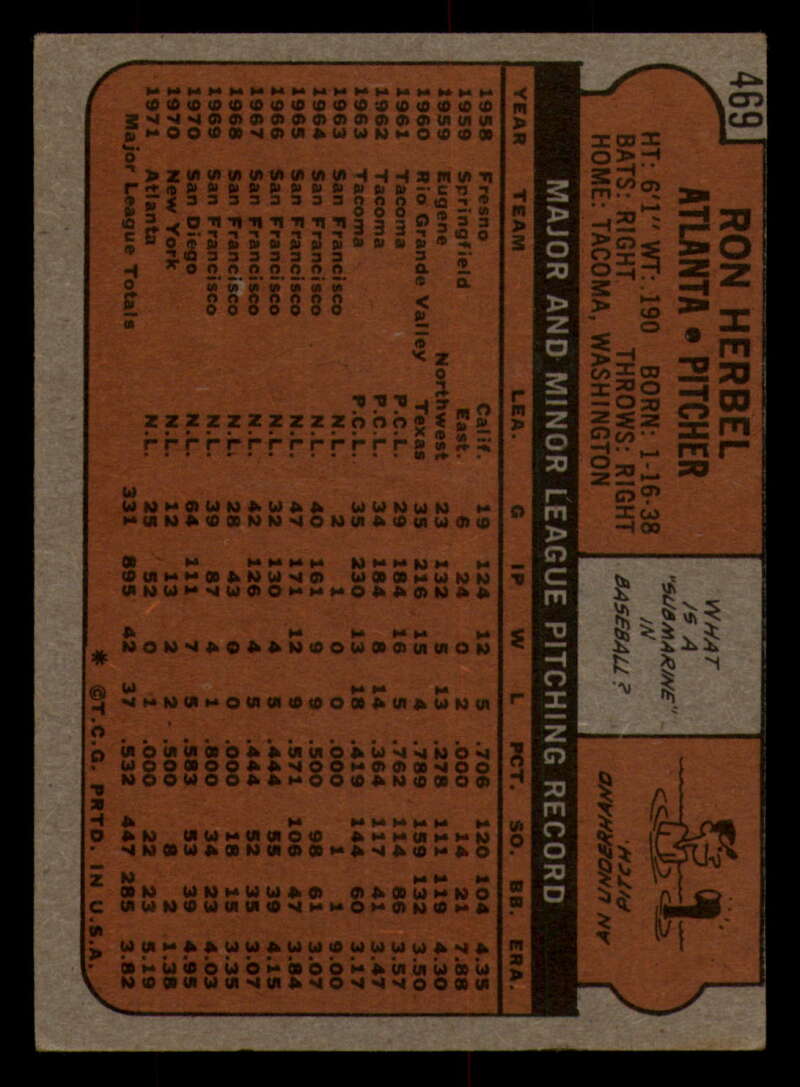 469
RON HERBEL
ATLANTA • PITCHER
HT: 6'1" WT: 190 BORN: 1-16-38
BATS: RIGHT THROWS: RIGHT
HOME: TACOMA, WASHINGTON
WHAT
IS A
"SUBMARINE"
IN
BASEBALL?
AN UNDERHAND
PITCH.
MAJOR AND MINOR LEAGUE PITCHING RECORD
YEAR TEAM LEA. G IP W L PCT. SO. BB. ERA.
1958 Fresno Calif. 19 124 12 5 .706 120 104 4.35
1959 Springfield East. 6 24 0 2 .000 14 21 7.88
1959 Eugene Northwest 23 132 5 13 .278 111 119 4.30
1960 Rio Grande Valley Texas 35 216 15 4 .789 159 132 3.50
1961 Tacoma P.C.L. 29 184 16 5 .762 114 86 3.57
1962 Tacoma P.C.L. 34 184 8 14 .364 117 41 3.47
1963 Tacoma P.C.L. 35 230 13 18 .419 144 60 3.17
1963 San Francisco N.L. 2 1 0 0 .000 1 1 9.00
1964 San Francisco N.L. 40 161 9 9 .500 98 61 3.07
1965 San Francisco N.L. 47 171 12 9 .571 106 47 3.84
1966 San Francisco N.L. 32 130 4 5 .444 55 39 4.15
1967 San Francisco N.L. 42 126 4 5 .444 52 35 3.07
1968 San Francisco N.L. 28 43 0 0 .000 18 15 3.35
1969 San Francisco N.L. 39 87 4 1 .800 34 23 4.03
1970 San Diego N.L. 64 111 7 5 .583 53 39 4.95
1970 New York N.L. 12 13 2 2 .500 8 2 1.38
1971 Atlanta N.L. 25 52 0 1 .000 22 23 5.19
Major League Totals 331 895 42 37 .532 447 285 3.82
* ©T.C.G. PRTD. IN U.S.A.